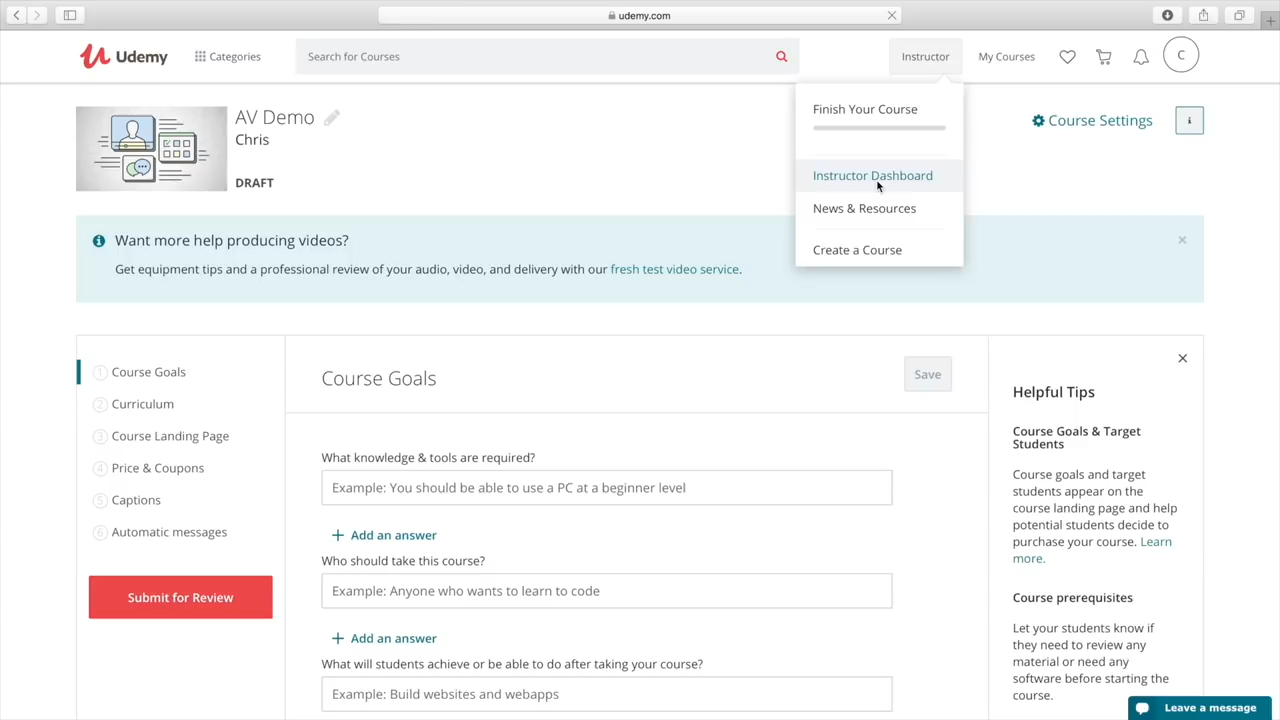 udemy.com
Udemy
Categories
Search for Courses
Instructor
My Courses
C
Finish Your Course
Instructor Dashboard
News & Resources
Create a Course
AV Demo
Chris
DRAFT
Course Settings
i
Want more help producing videos?
Get equipment tips and a professional review of your audio, video, and delivery with our fresh test video service.
1 Course Goals
2 Curriculum
3 Course Landing Page
4 Price & Coupons
5 Captions
6 Automatic messages
Submit for Review
Course Goals
Save
What knowledge & tools are required?
Example: You should be able to use a PC at a beginner level
Add an answer
Who should take this course?
Example: Anyone who wants to learn to code
Add an answer
What will students achieve or be able to do after taking your course?
Example: Build websites and webapps
Helpful Tips
Course Goals & Target
Students
Course goals and target
students appear on the
course landing page and help
potential students decide to
purchase your course. Learn
more.
Course prerequisites
Let your students know if
they need to review any
material or need any
software before starting the
course.
Leave a message